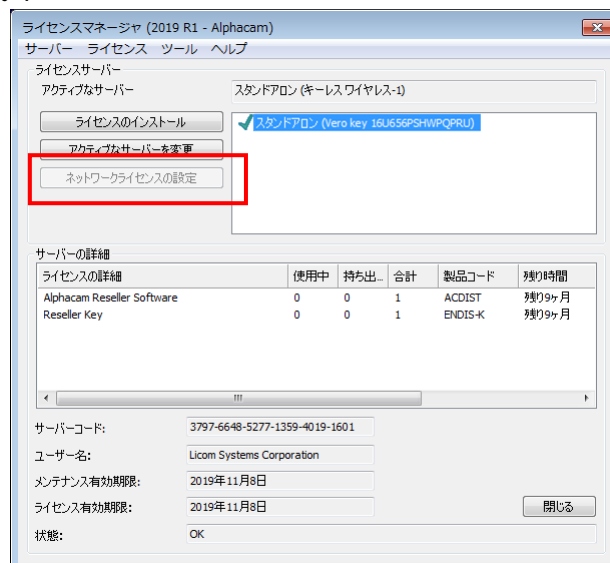 ライセンスマネージャ (2019 R1 - Alphacam)
サーバー ライセンス ツール ヘルプ
ライセンスサーバー
アクティブなサーバー スタンドアロン (キーレス ワイヤレス-1)
ライセンスのインストール スタンドアロン (Vero key 16U656PSHWPQPRU)
アクティブなサーバーを変更
ネットワークライセンスの設定
サーバーの詳細
ライセンスの詳細 使用中 持ち出... 合計 製品コード 残り時間
Alphacam Reseller Software 0 0 1 ACDIST 残り9ヶ月
Reseller Key 0 0 1 ENDIS-K 残り9ヶ月
サーバーコード: 3797-6648-5277-1359-4019-1601
ユーザー名: Licom Systems Corporation
メンテナンス有効期限: 2019年11月8日
ライセンス有効期限: 2019年11月8日
閉じる
状態: OK